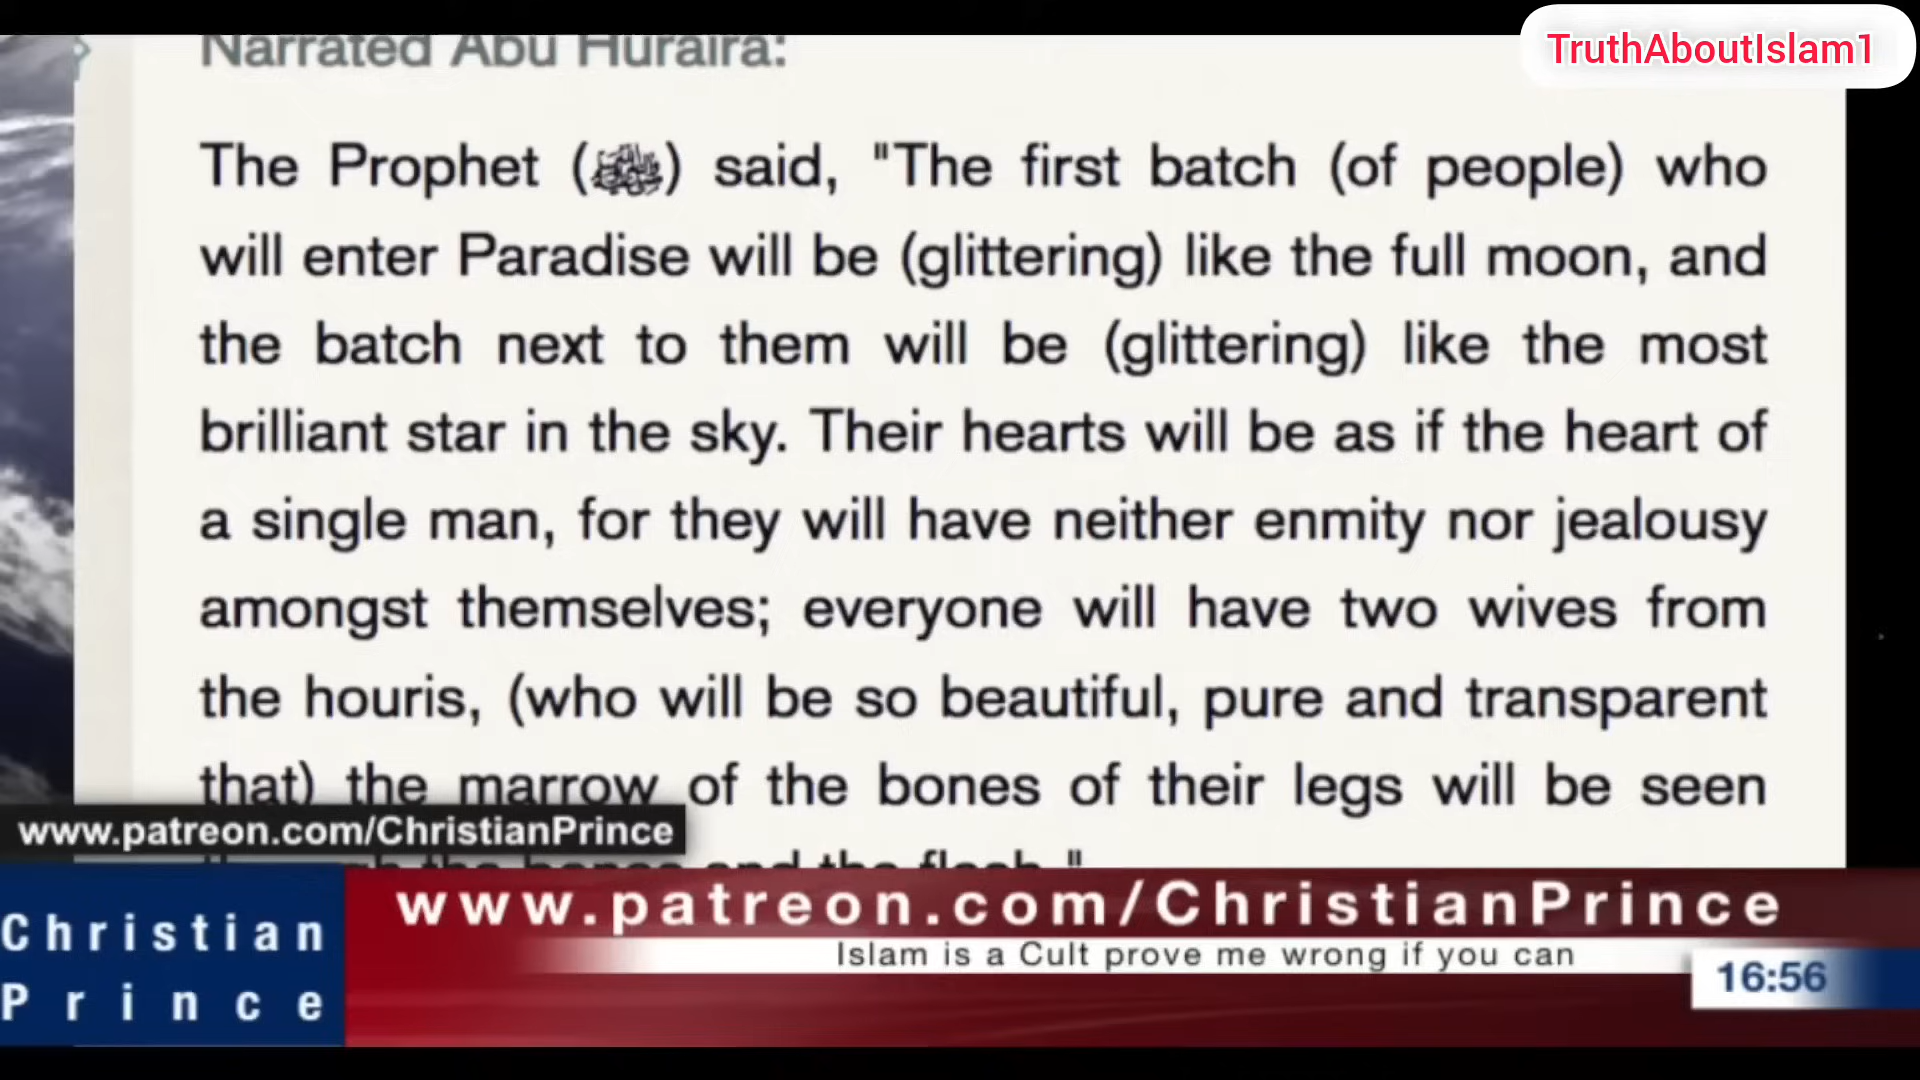 TruthAboutIslam1
Narrated Abu Huraira:
The Prophet (ﷺ) said, "The first batch (of people) who
will enter Paradise will be (glittering) like the full moon, and
the batch next to them will be (glittering) like the most
brilliant star in the sky. Their hearts will be as if the heart of
a single man, for they will have neither enmity nor jealousy
amongst themselves; everyone will have two wives from
the houris, (who will be so beautiful, pure and transparent
that) the marrow of the bones of their legs will be seen
through the bones and the flesh."
www.patreon.com/ChristianPrince
www.patreon.com/ChristianPrince
Islam is a Cult prove me wrong if you can
Christian
Prince
16:56